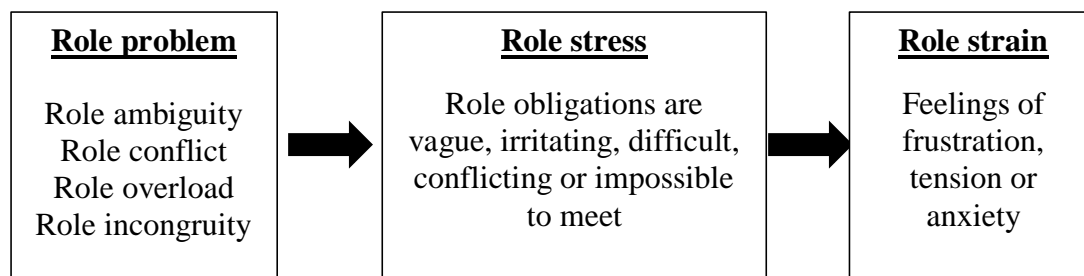 Role problem
Role ambiguity
Role conflict
Role overload
Role incongruity
Role stress
Role obligations are
vague, irritating, difficult,
conflicting or impossible
to meet
Role strain
Feelings of
frustration,
tension or
anxiety